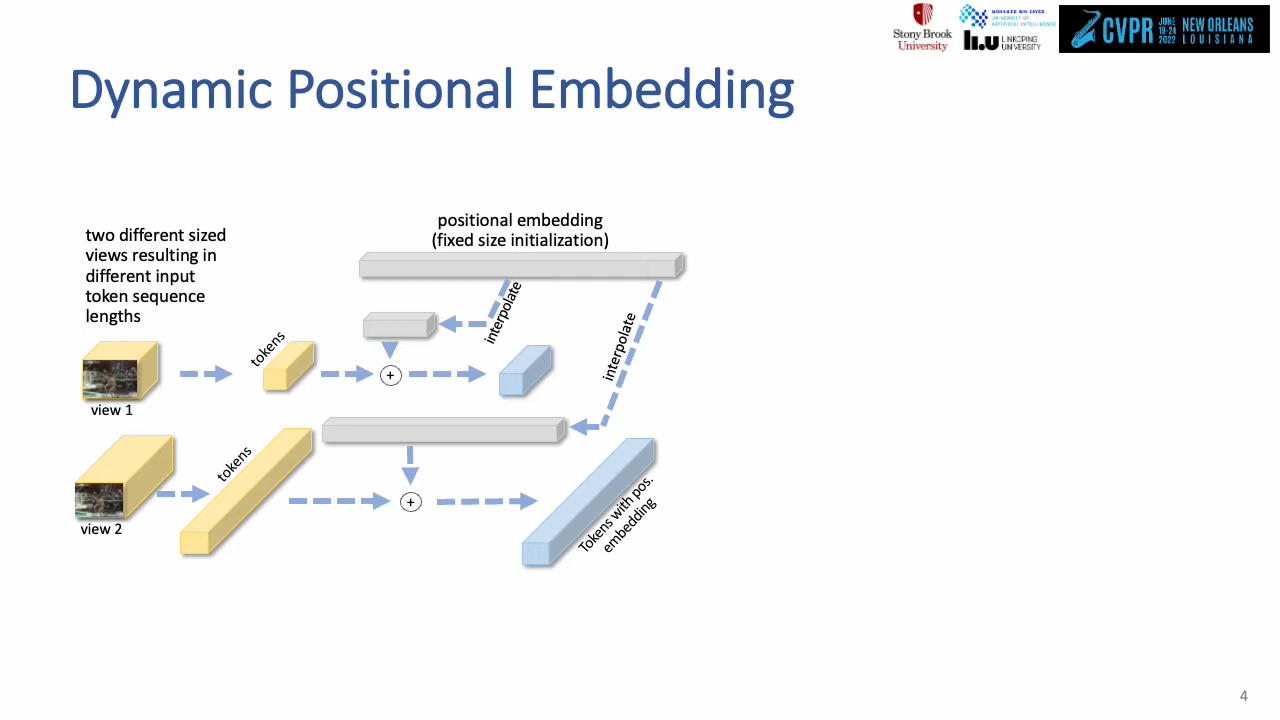 Stony Brook
University
MOHAMED BIN ZAYED
UNIVERSITY OF
ARTIFICIAL INTELLIGENCE
LINKÖPING
UNIVERSITY
CVPR
JUNE
19-24
2022
NEW ORLEANS
LOUISIANA
Dynamic Positional Embedding
two different sized
views resulting in
different input
token sequence
lengths
positional embedding
(fixed size initialization)
interpolate
interpolate
tokens
+
view 1
tokens
+
Tokens with pos.
embedding
view 2
4